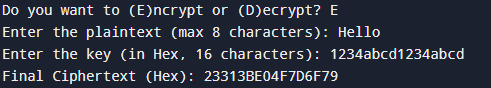 Do you want to (E)ncrypt or (D)ecrypt? E
Enter the plaintext (max 8 characters): Hello
Enter the key (in Hex, 16 characters): 1234abcd1234abcd
Final Ciphertext (Hex): 23313BE04F7D6F79